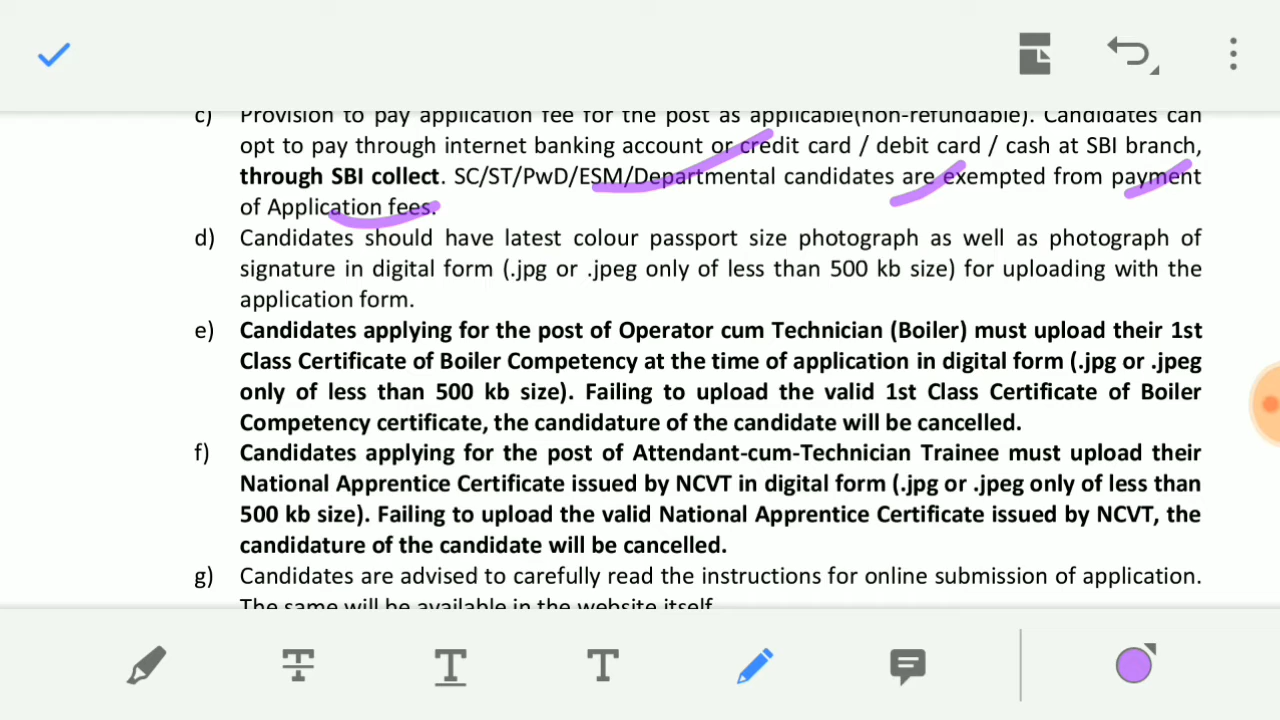 c) Provision to pay application fee for the post as applicable(non-refundable). Candidates can
opt to pay through internet banking account or credit card / debit card / cash at SBI branch,
through SBI collect. SC/ST/PwD/ESM/Departmental candidates are exempted from payment
of Application fees.
d) Candidates should have latest colour passport size photograph as well as photograph of
signature in digital form (.jpg or .jpeg only of less than 500 kb size) for uploading with the
application form.
e) Candidates applying for the post of Operator cum Technician (Boiler) must upload their 1st
Class Certificate of Boiler Competency at the time of application in digital form (.jpg or .jpeg
only of less than 500 kb size). Failing to upload the valid 1st Class Certificate of Boiler
Competency certificate, the candidature of the candidate will be cancelled.
f) Candidates applying for the post of Attendant-cum-Technician Trainee must upload their
National Apprentice Certificate issued by NCVT in digital form (.jpg or .jpeg only of less than
500 kb size). Failing to upload the valid National Apprentice Certificate issued by NCVT, the
candidature of the candidate will be cancelled.
g) Candidates are advised to carefully read the instructions for online submission of application.
The same will be available in the website itself
T T T